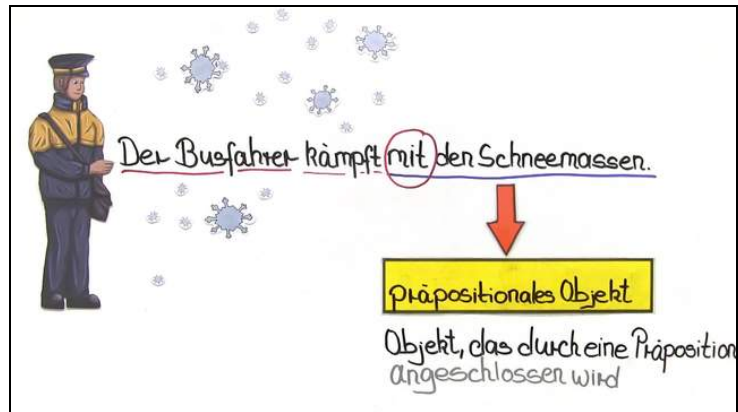 Der Busfahrer kämpft mit den Schneemassen.
präpositionales Objekt
Objekt, das durch eine Präposition
angeschlossen wird